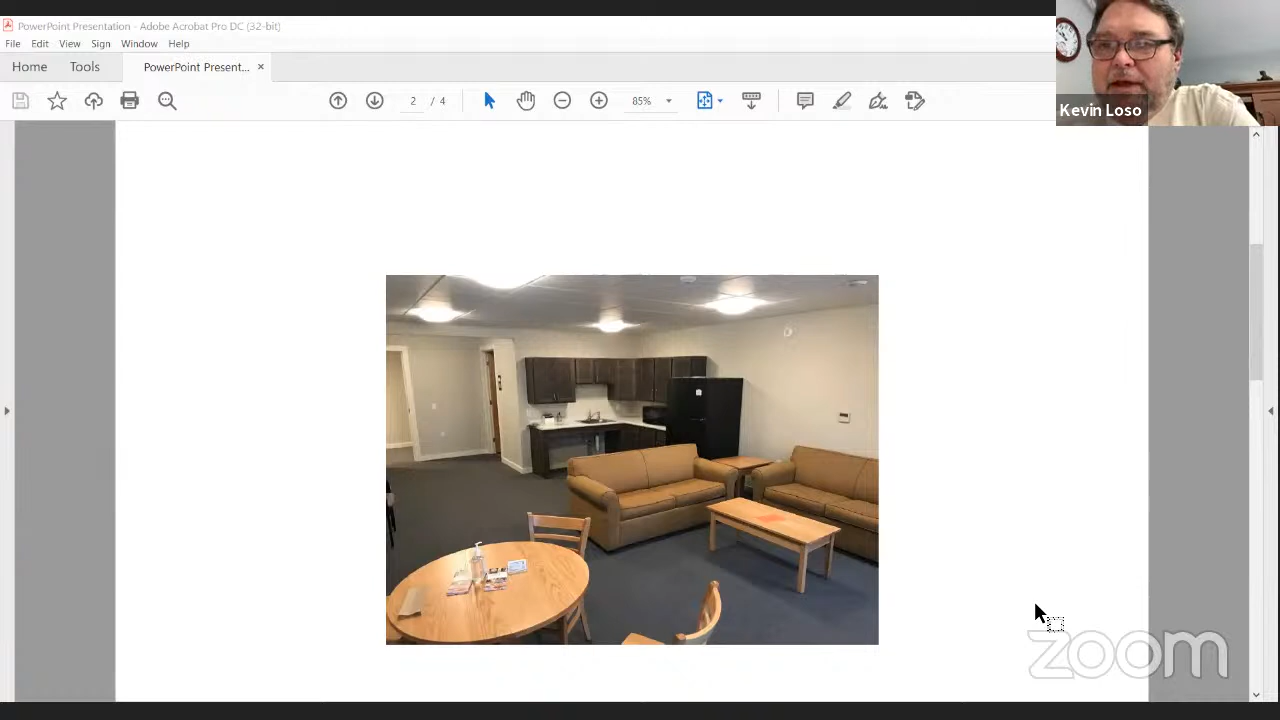 PowerPoint Presentation - Adobe Acrobat Pro DC (32-bit)
File Edit View Sign Window Help
Home Tools PowerPoint Present... ×
2 / 4 85%
Kevin Loso
zoom